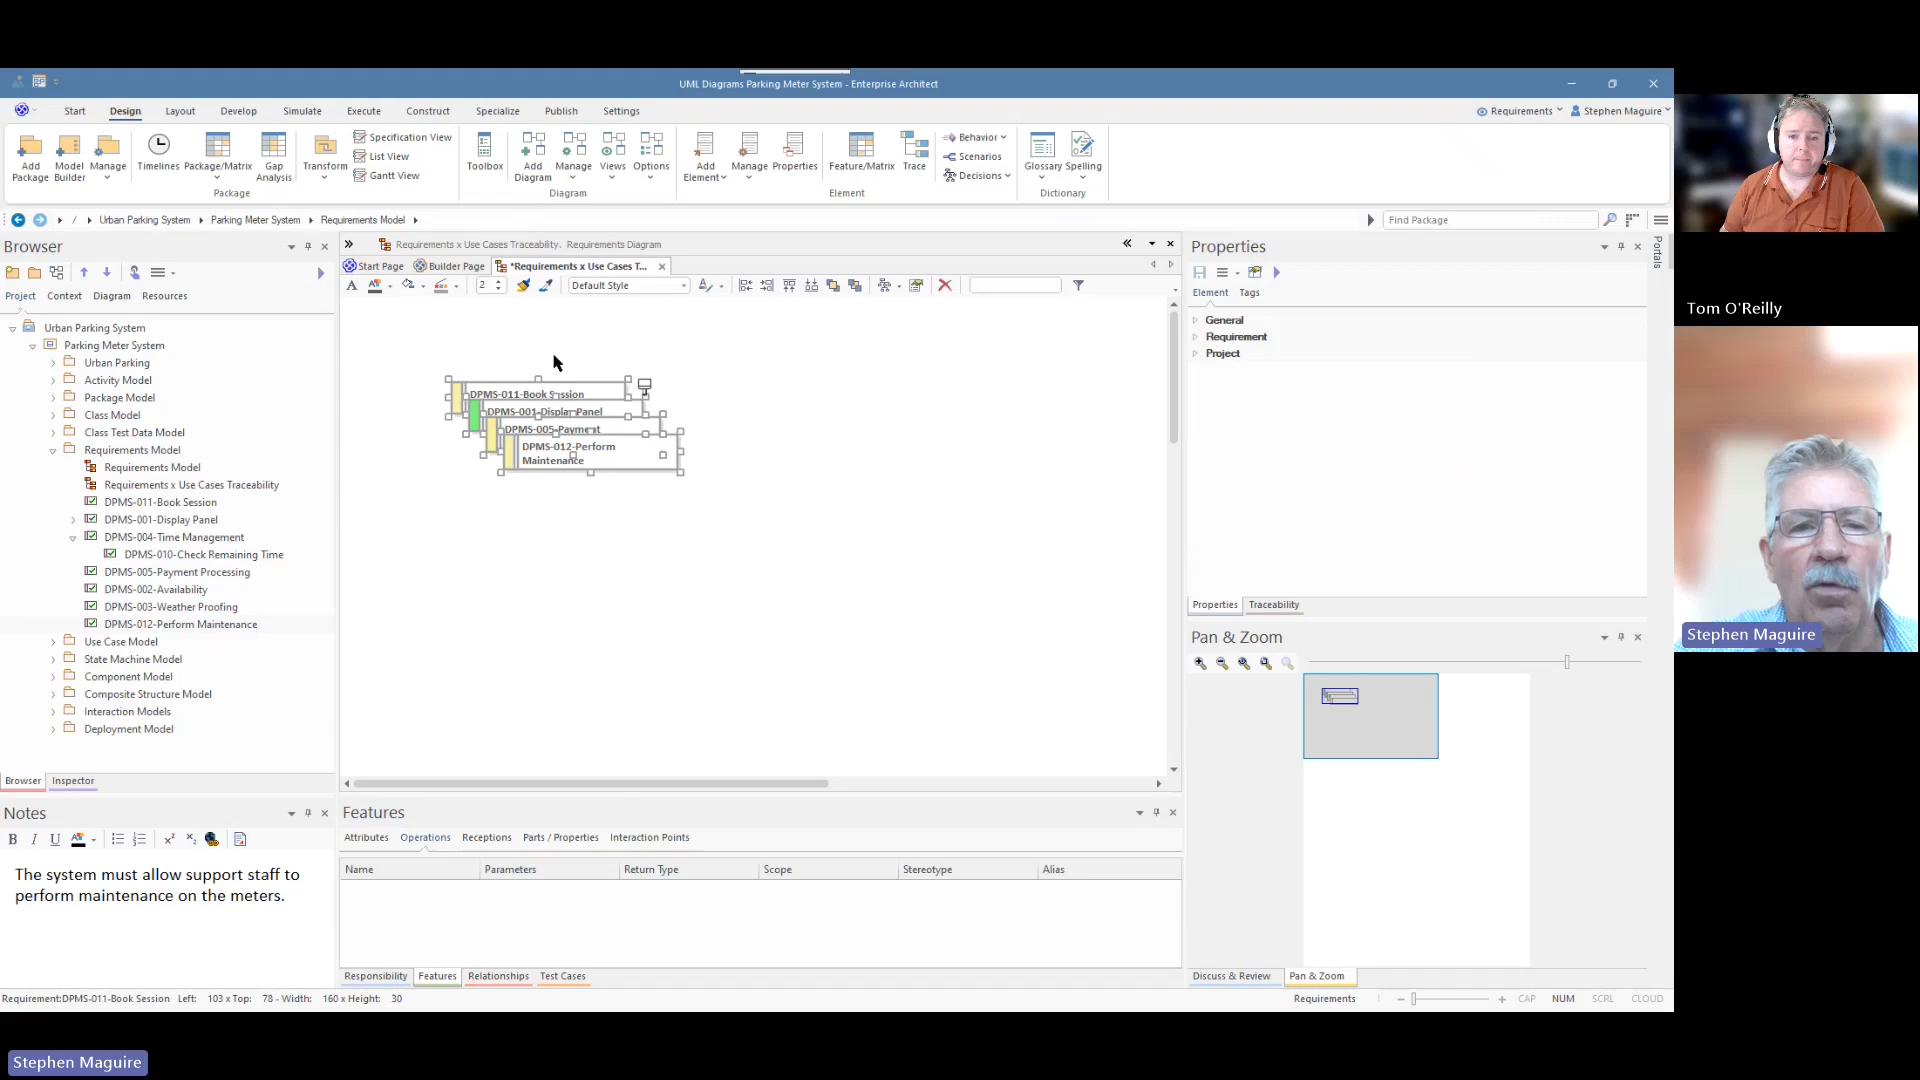 UML Diagrams Parking Meter System - Enterprise Architect
Start
Design
Layout
Develop
Simulate
Execute
Construct
Specialize
Publish
Settings
Requirements
Stephen Maguire
Add Package
Model Builder
Manage
Timelines
Package/Matrix
Gap Analysis
Transform
Specification View
List View
Gantt View
Package
Toolbox
Add Diagram
Manage
Views
Options
Diagram
Add Element
Manage
Properties
Feature/Matrix
Trace
Behavior
Scenarios
Decisions
Element
Glossary
Spelling
Dictionary
/
Urban Parking System
Parking Meter System
Requirements Model
Find Package
Browser
Project
Context
Diagram
Resources
Urban Parking System
Parking Meter System
Urban Parking
Activity Model
Package Model
Class Model
Class Test Data Model
Requirements Model
Requirements Model
Requirements x Use Cases Traceability
DPMS-011-Book Session
DPMS-001-Display Panel
DPMS-004-Time Management
DPMS-010-Check Remaining Time
DPMS-005-Payment Processing
DPMS-002-Availability
DPMS-003-Weather Proofing
DPMS-012-Perform Maintenance
Use Case Model
State Machine Model
Component Model
Composite Structure Model
Interaction Models
Deployment Model
Browser
Inspector
Requirements x Use Cases Traceability. Requirements Diagram
Start Page
Builder Page
*Requirements x Use Cases T...
2
Default Style
DPMS-011-Book Session
DPMS-001-Display Panel
DPMS-005-Payment
DPMS-012-Perform
Maintenance
Properties
Element
Tags
General
Requirement
Project
Properties
Traceability
Portals
Pan & Zoom
Discuss & Review
Pan & Zoom
Notes
B I U
The system must allow support staff to
perform maintenance on the meters.
Features
Attributes
Operations
Receptions
Parts / Properties
Interaction Points
Name
Parameters
Return Type
Scope
Stereotype
Alias
Responsibility
Features
Relationships
Test Cases
Requirement:DPMS-011-Book Session Left: 103 x Top: 78 - Width: 160 x Height: 30
Requirements
CAP
NUM
SCRL
CLOUD
Tom O'Reilly
Stephen Maguire
Stephen Maguire